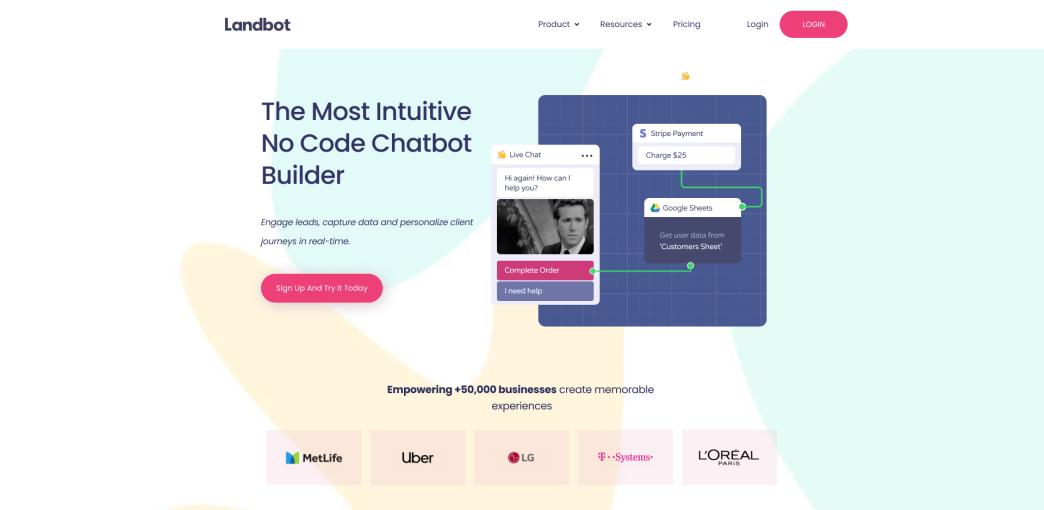 Landbot
Product
Resources
Pricing
Login
LOGIN
The Most Intuitive
No Code Chatbot
Builder
Engage leads, capture data and personalize client
journeys in real-time.
Sign Up And Try It Today
Live Chat
Hi again! How can I
help you?
Complete Order
I need help
Stripe Payment
Charge $25
Google Sheets
Get user data from
'Customers Sheet'
Empowering +50,000 businesses create memorable
experiences
MetLife
Uber
LG
T··Systems·
L'ORÉAL
PARIS